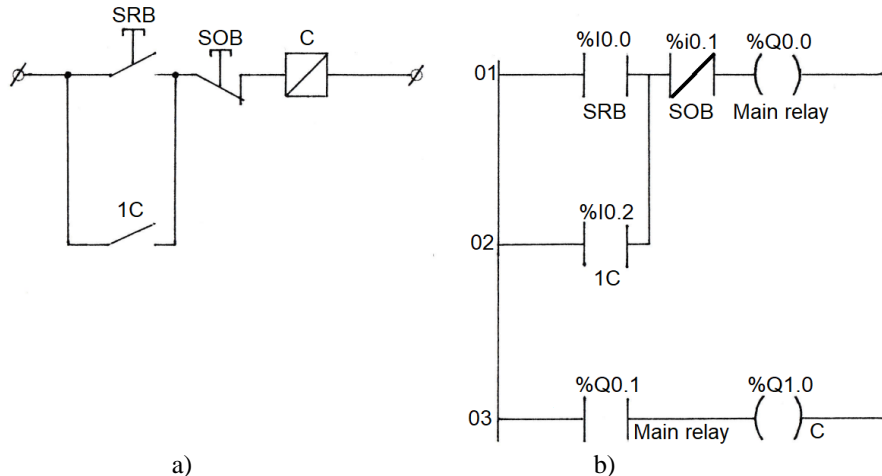 SRB
SOB
C
1C
a)
%I0.0
%i0.1
%Q0.0
01
SRB
SOB
Main relay
%I0.2
02
1C
%Q0.1
%Q1.0
03
Main relay
C
b)